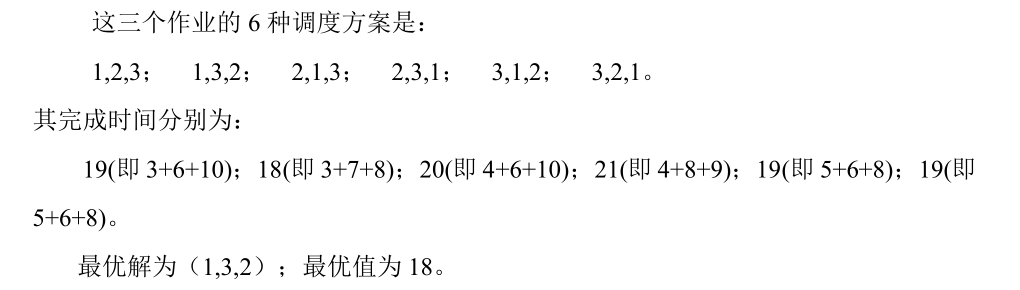 这三个作业的 6 种调度方案是：
1,2,3； 1,3,2； 2,1,3； 2,3,1； 3,1,2； 3,2,1。
其完成时间分别为：
19(即 3+6+10)；18(即 3+7+8)；20(即 4+6+10)；21(即 4+8+9)；19(即 5+6+8)；19(即
5+6+8)。
最优解为（1,3,2）；最优值为 18。